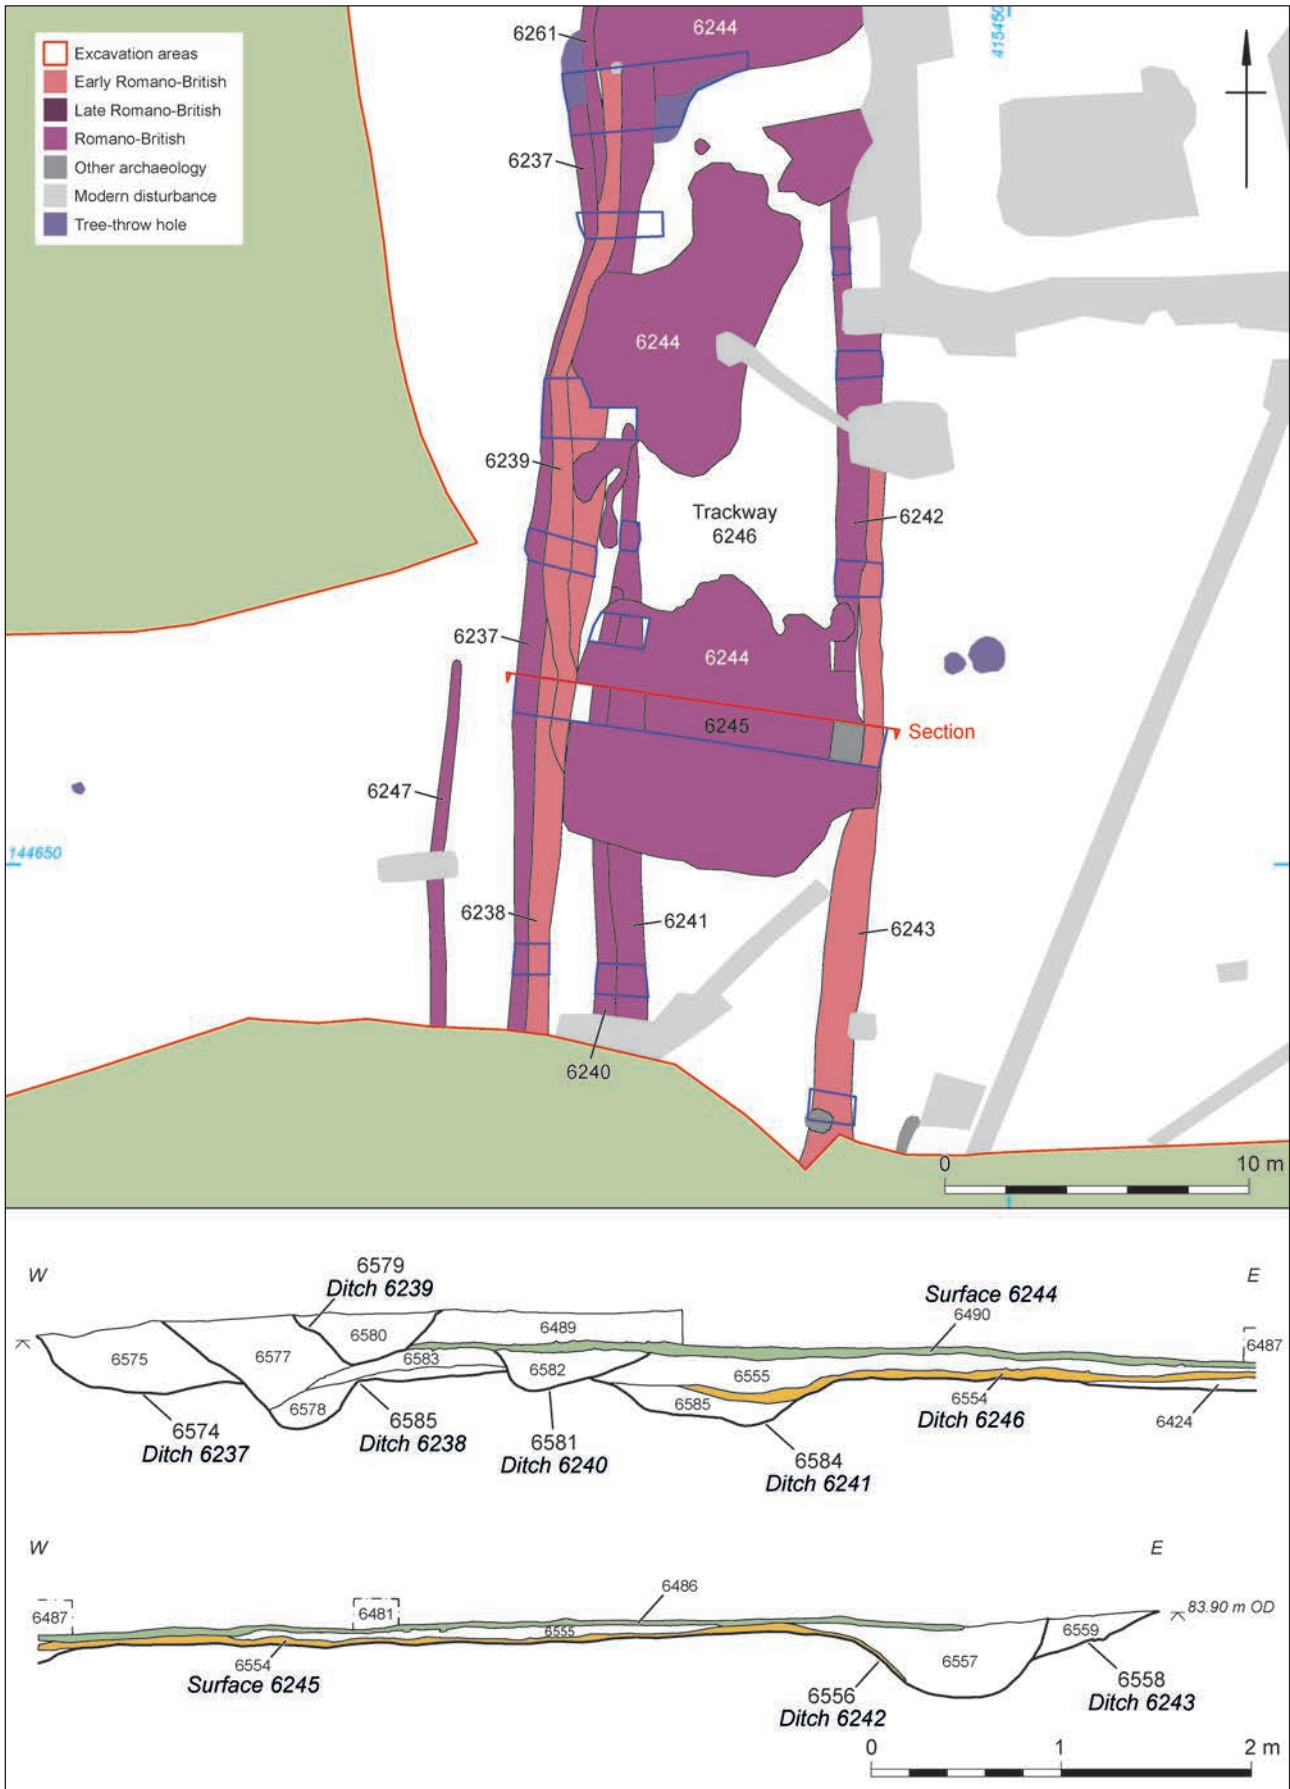 Excavation areas
Early Romano-British
Late Romano-British
Romano-British
Other archaeology
Modern disturbance
Tree-throw hole
6261
6244
415450
6237
6244
6239
Trackway
6246
6242
6237
6244
6245
Section
6247
144650
6238
6241
6243
6240
0
10 m
W
6579
Ditch 6239
E
Surface 6244
6490
6489
6580
6487
6575
6577
6583
6582
6555
6578
6585
6554
Ditch 6246
6424
6574
Ditch 6237
6585
Ditch 6238
6581
Ditch 6240
6584
Ditch 6241
W
E
6486
6487
6481
83.90 m OD
6555
6559
6554
Surface 6245
6557
6556
Ditch 6242
6558
Ditch 6243
0
1
2 m